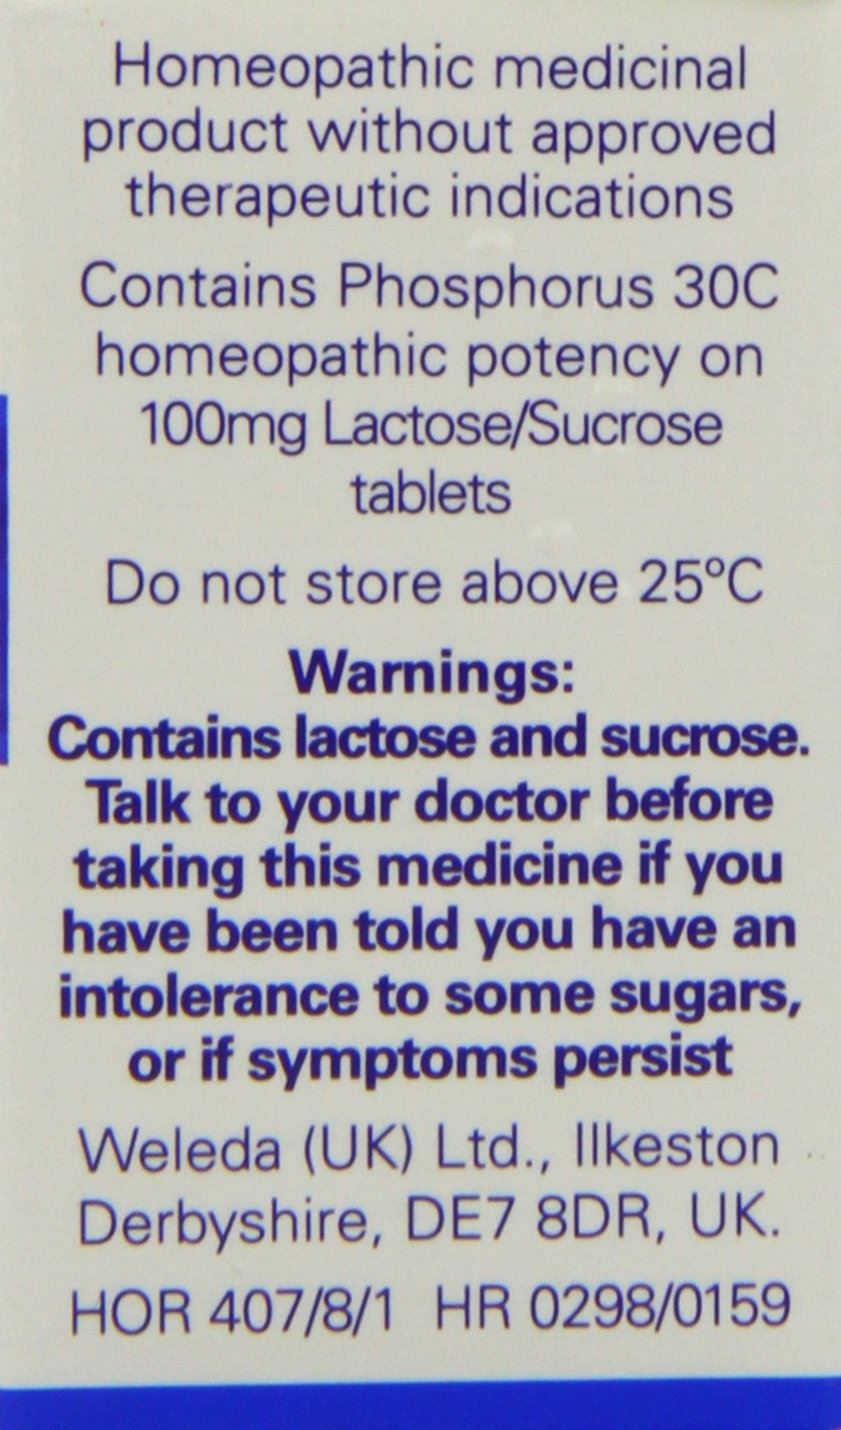 Homeopathic medicinal
product without approved
therapeutic indications
Contains Phosphorus 30C
homeopathic potency on
100mg Lactose/Sucrose
tablets
Do not store above 25ºC
Warnings:
Contains lactose and sucrose.
Talk to your doctor before
taking this medicine if you
have been told you have an
intolerance to some sugars,
or if symptoms persist
Weleda (UK) Ltd., Ilkeston
Derbyshire, DE7 8DR, UK.
HOR 407/8/1 HR 0298/0159